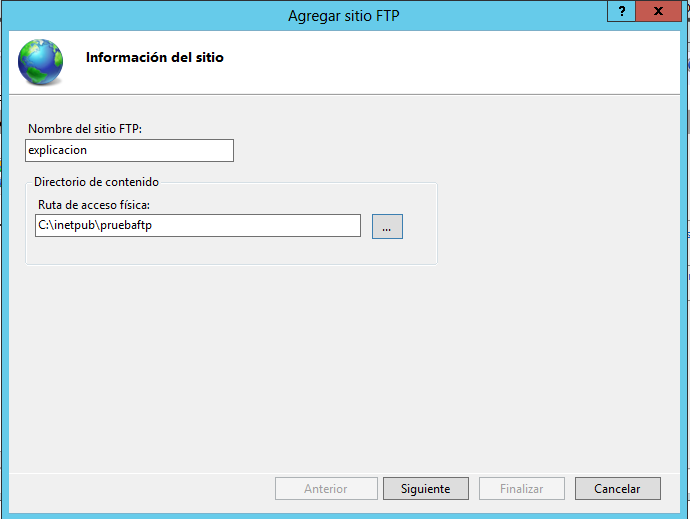 Agregar sitio FTP
?
X
Información del sitio
Nombre del sitio FTP:
explicacion
Directorio de contenido
Ruta de acceso física:
C:\inetpub\pruebaftp
...
Anterior
Siguiente
Finalizar
Cancelar